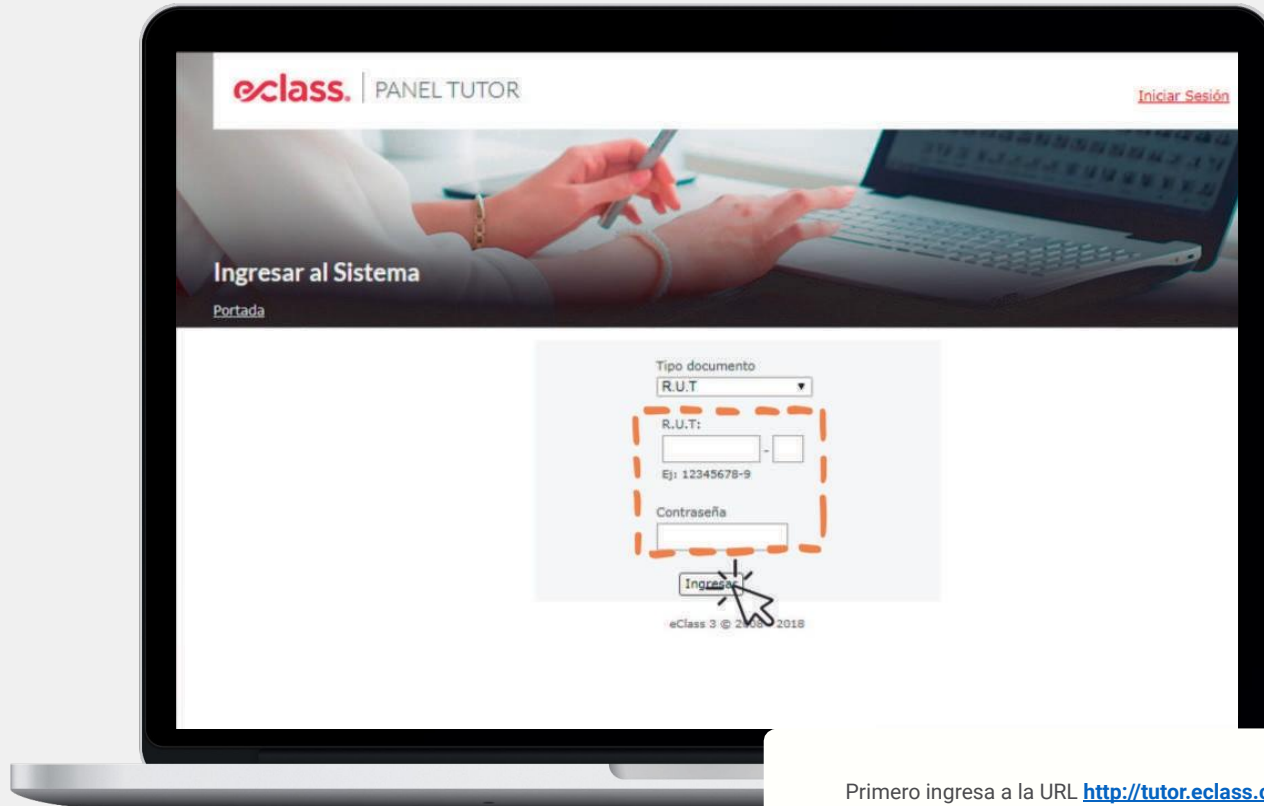 eclass. PANEL TUTOR
Iniciar Sesión
Ingresar al Sistema
Portada
Tipo documento
R.U.T
R.U.T:
-
Ej: 12345678-9
Contraseña
Ingresar
eClass 3 © 2008 - 2018
Primero ingresa a la URL http://tutor.eclass.c